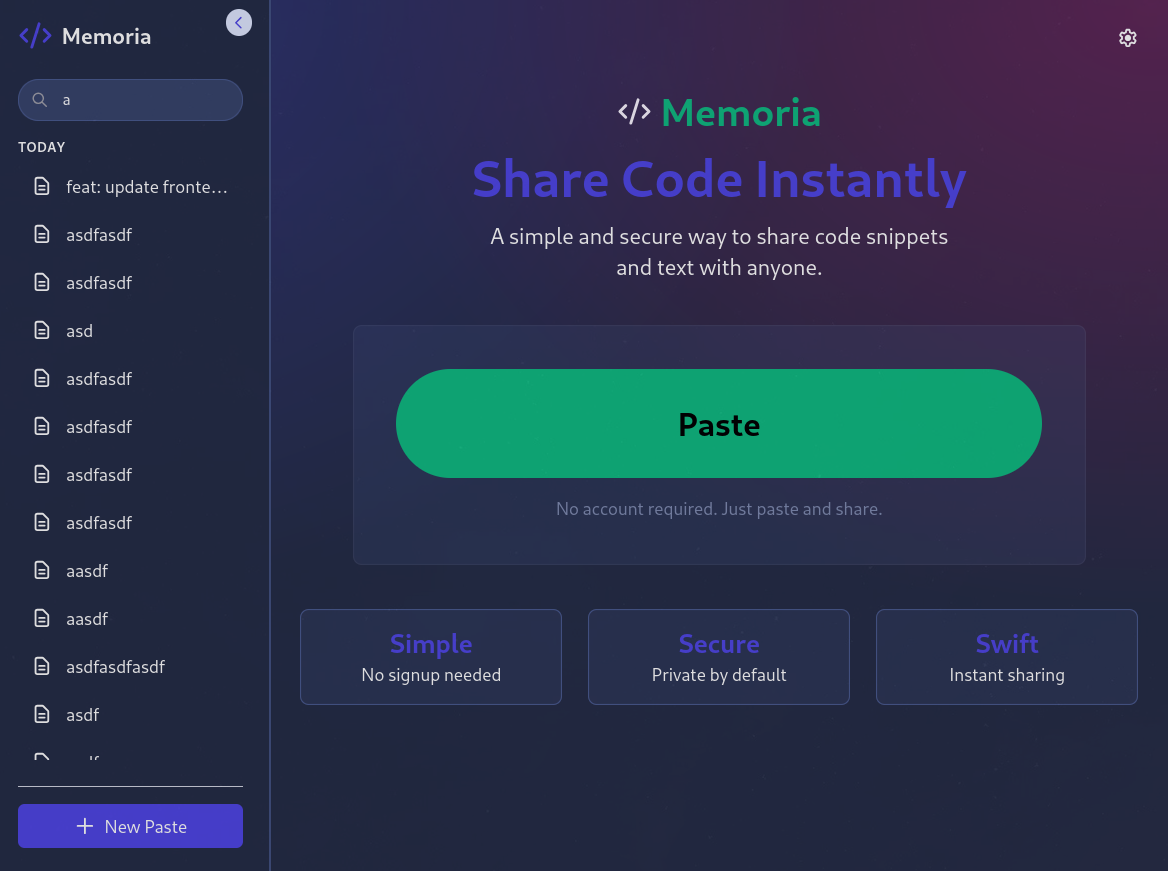 Memoria
a
TODAY
feat: update fronte...
asdfasdf
asdfasdf
asd
asdfasdf
asdfasdf
asdfasdf
asdfasdf
aasdf
aasdf
asdfasdfasdf
asdf
New Paste
</> Memoria
Share Code Instantly
A simple and secure way to share code snippets
and text with anyone.
Paste
No account required. Just paste and share.
Simple
No signup needed
Secure
Private by default
Swift
Instant sharing